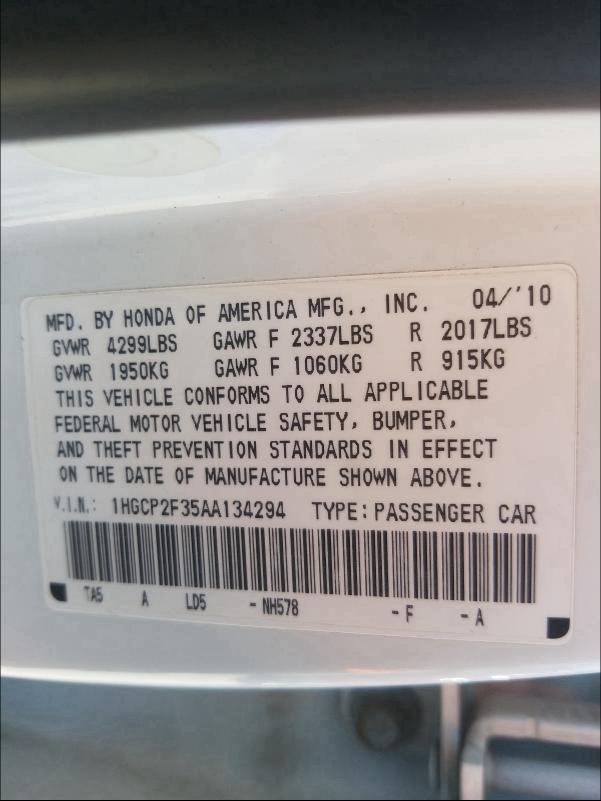 MFD. BY HONDA OF AMERICA MFG., INC. 04/'10
GVWR 4299LBS GAWR F 2337LBS R 2017LBS
GVWR 1950KG GAWR F 1060KG R 915KG
THIS VEHICLE CONFORMS TO ALL APPLICABLE
FEDERAL MOTOR VEHICLE SAFETY, BUMPER,
AND THEFT PREVENTION STANDARDS IN EFFECT
ON THE DATE OF MANUFACTURE SHOWN ABOVE.
V.I.N.: 1HGCP2F35AA134294 TYPE: PASSENGER CAR
TA5 A LD5 - NH578 - F - A